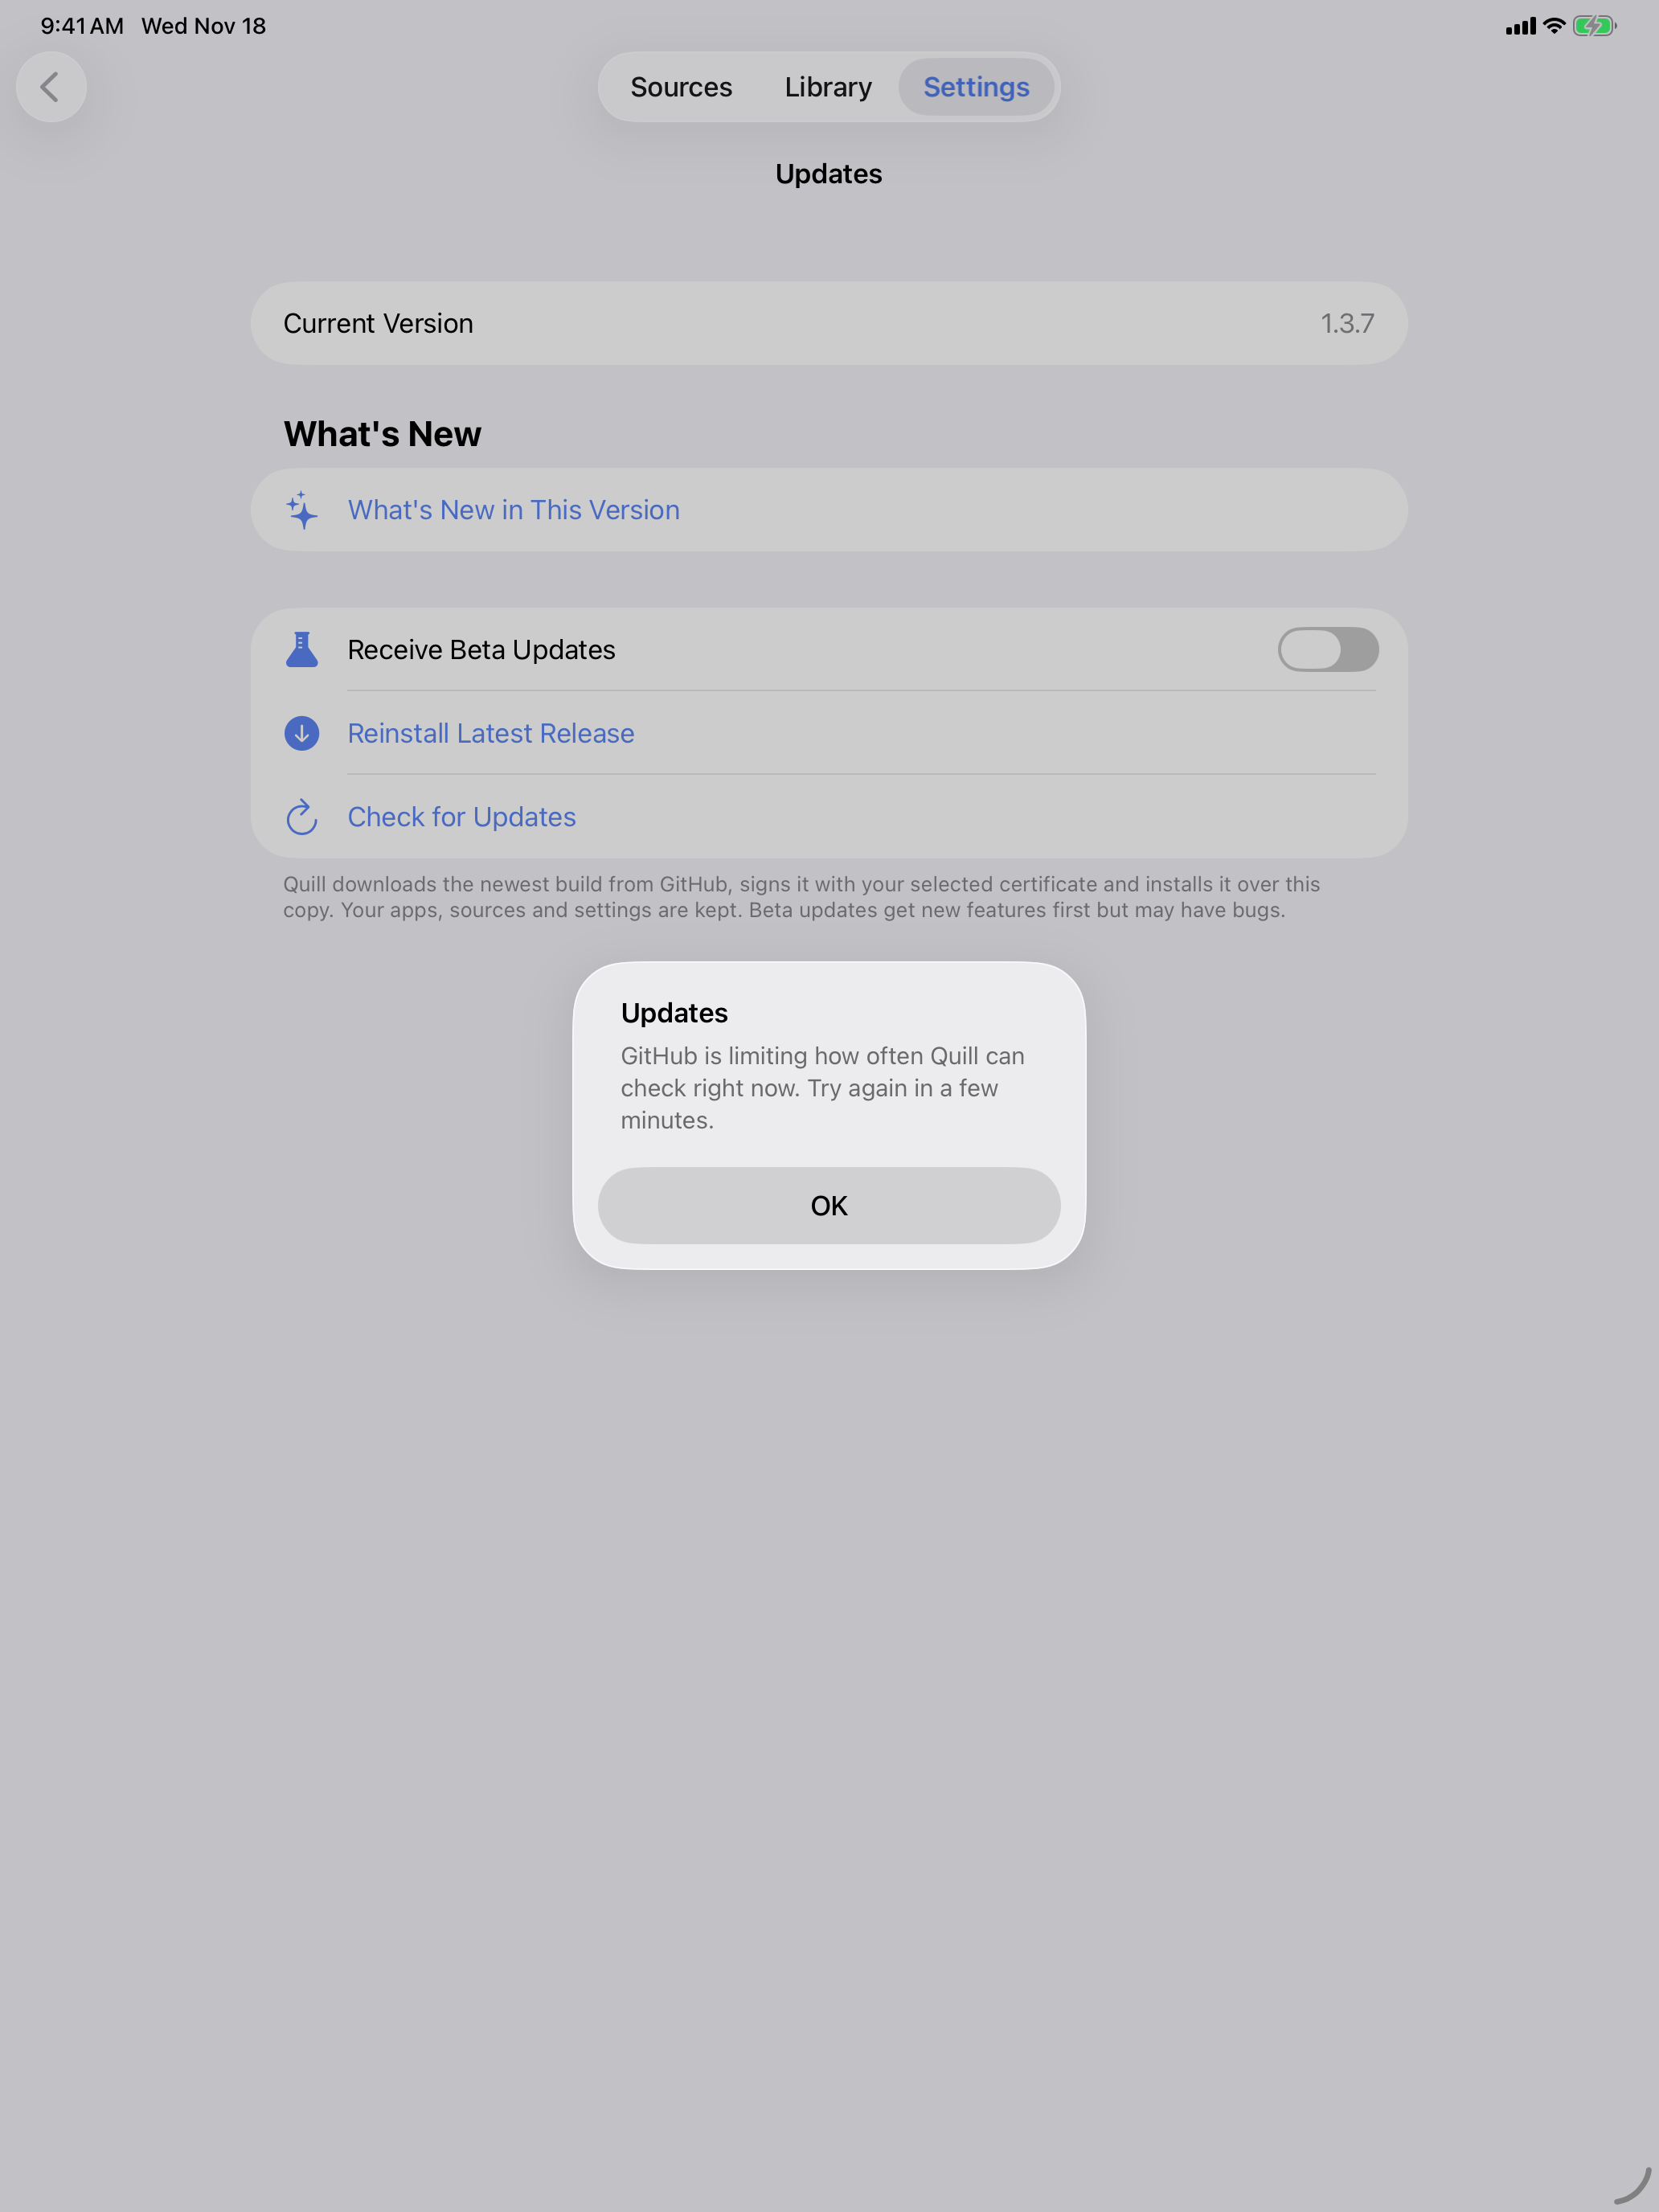 9:41 AM Wed Nov 18
Sources Library Settings
Updates
Current Version 1.3.7
What's New
What's New in This Version
Receive Beta Updates
Reinstall Latest Release
Check for Updates
Quill downloads the newest build from GitHub, signs it with your selected certificate and installs it over this
copy. Your apps, sources and settings are kept. Beta updates get new features first but may have bugs.
Updates
GitHub is limiting how often Quill can
check right now. Try again in a few
minutes.
OK